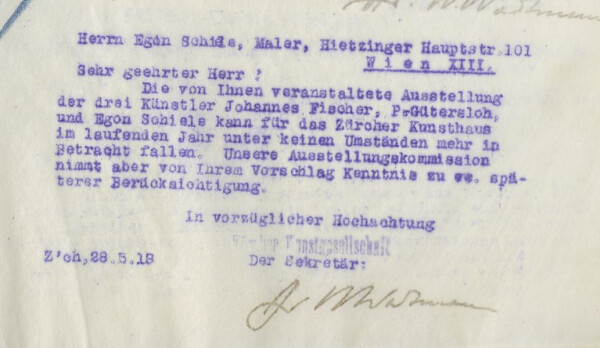 Herrn Egon Schiele, Maler, Hietzinger Hauptstr.101
Wien XIII.
Sehr geehrter Herr !
Die von Ihnen veranstaltete Ausstellung
der drei Künstler Johannes Fischer, P.Gütersloh,
und Egon Schiele kann für das Zürcher Kunsthaus
im laufenden Jahr unter keinen Umständen mehr in
Betracht fallen. Unsere Ausstellungskommission
nimmt aber von Ihrem Vorschlag Kenntnis zu ev. spä-
terer Berücksichtigung.
In vorzüglicher Hochachtung
Zürcher Kunstgesellschaft
Z'ch,28.5.18 Der Sekretär: